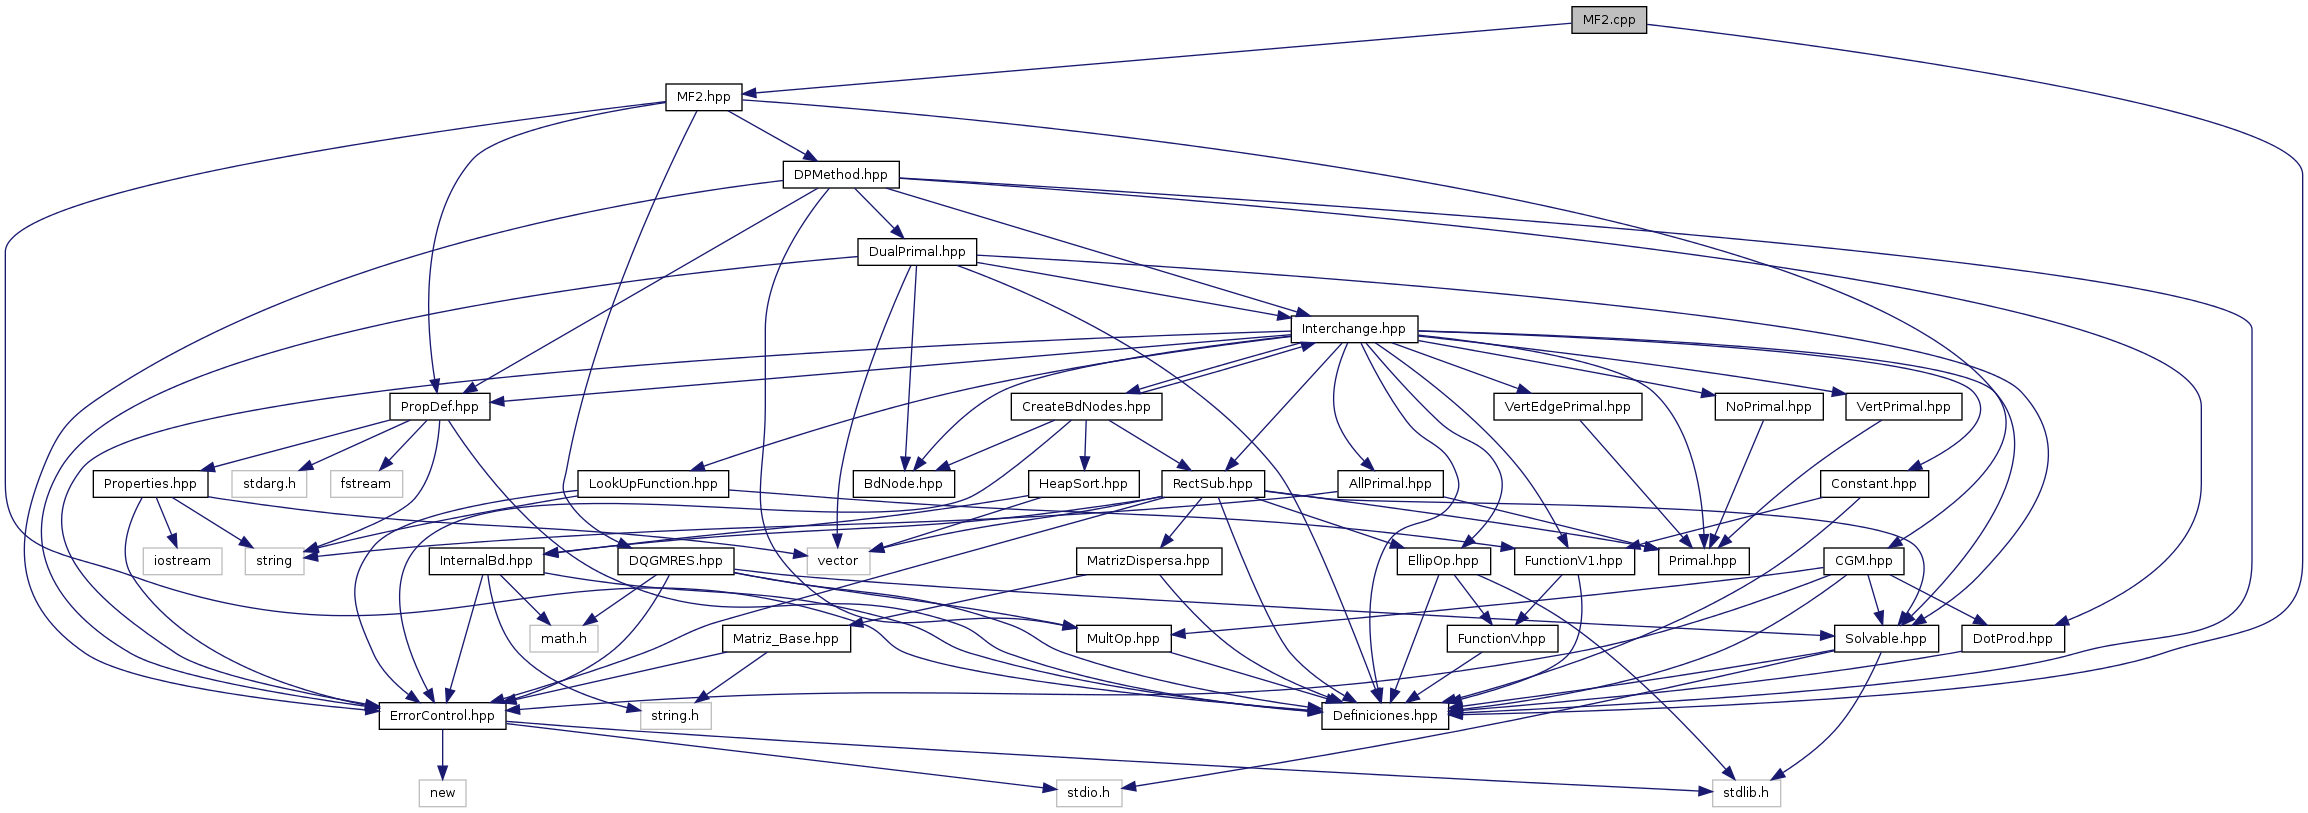 MF2.cpp
MF2.hpp
DPMethod.hpp
DualPrimal.hpp
Interchange.hpp
PropDef.hpp
CreateBdNodes.hpp
VertEdgePrimal.hpp
NoPrimal.hpp
VertPrimal.hpp
Properties.hpp
stdarg.h
fstream
LookUpFunction.hpp
BdNode.hpp
HeapSort.hpp
RectSub.hpp
AllPrimal.hpp
Constant.hpp
iostream
string
InternalBd.hpp
DQGMRES.hpp
vector
MatrizDispersa.hpp
EllipOp.hpp
FunctionV1.hpp
Primal.hpp
CGM.hpp
math.h
Matriz_Base.hpp
MultOp.hpp
FunctionV.hpp
Solvable.hpp
DotProd.hpp
ErrorControl.hpp
string.h
Definiciones.hpp
new
stdio.h
stdlib.h